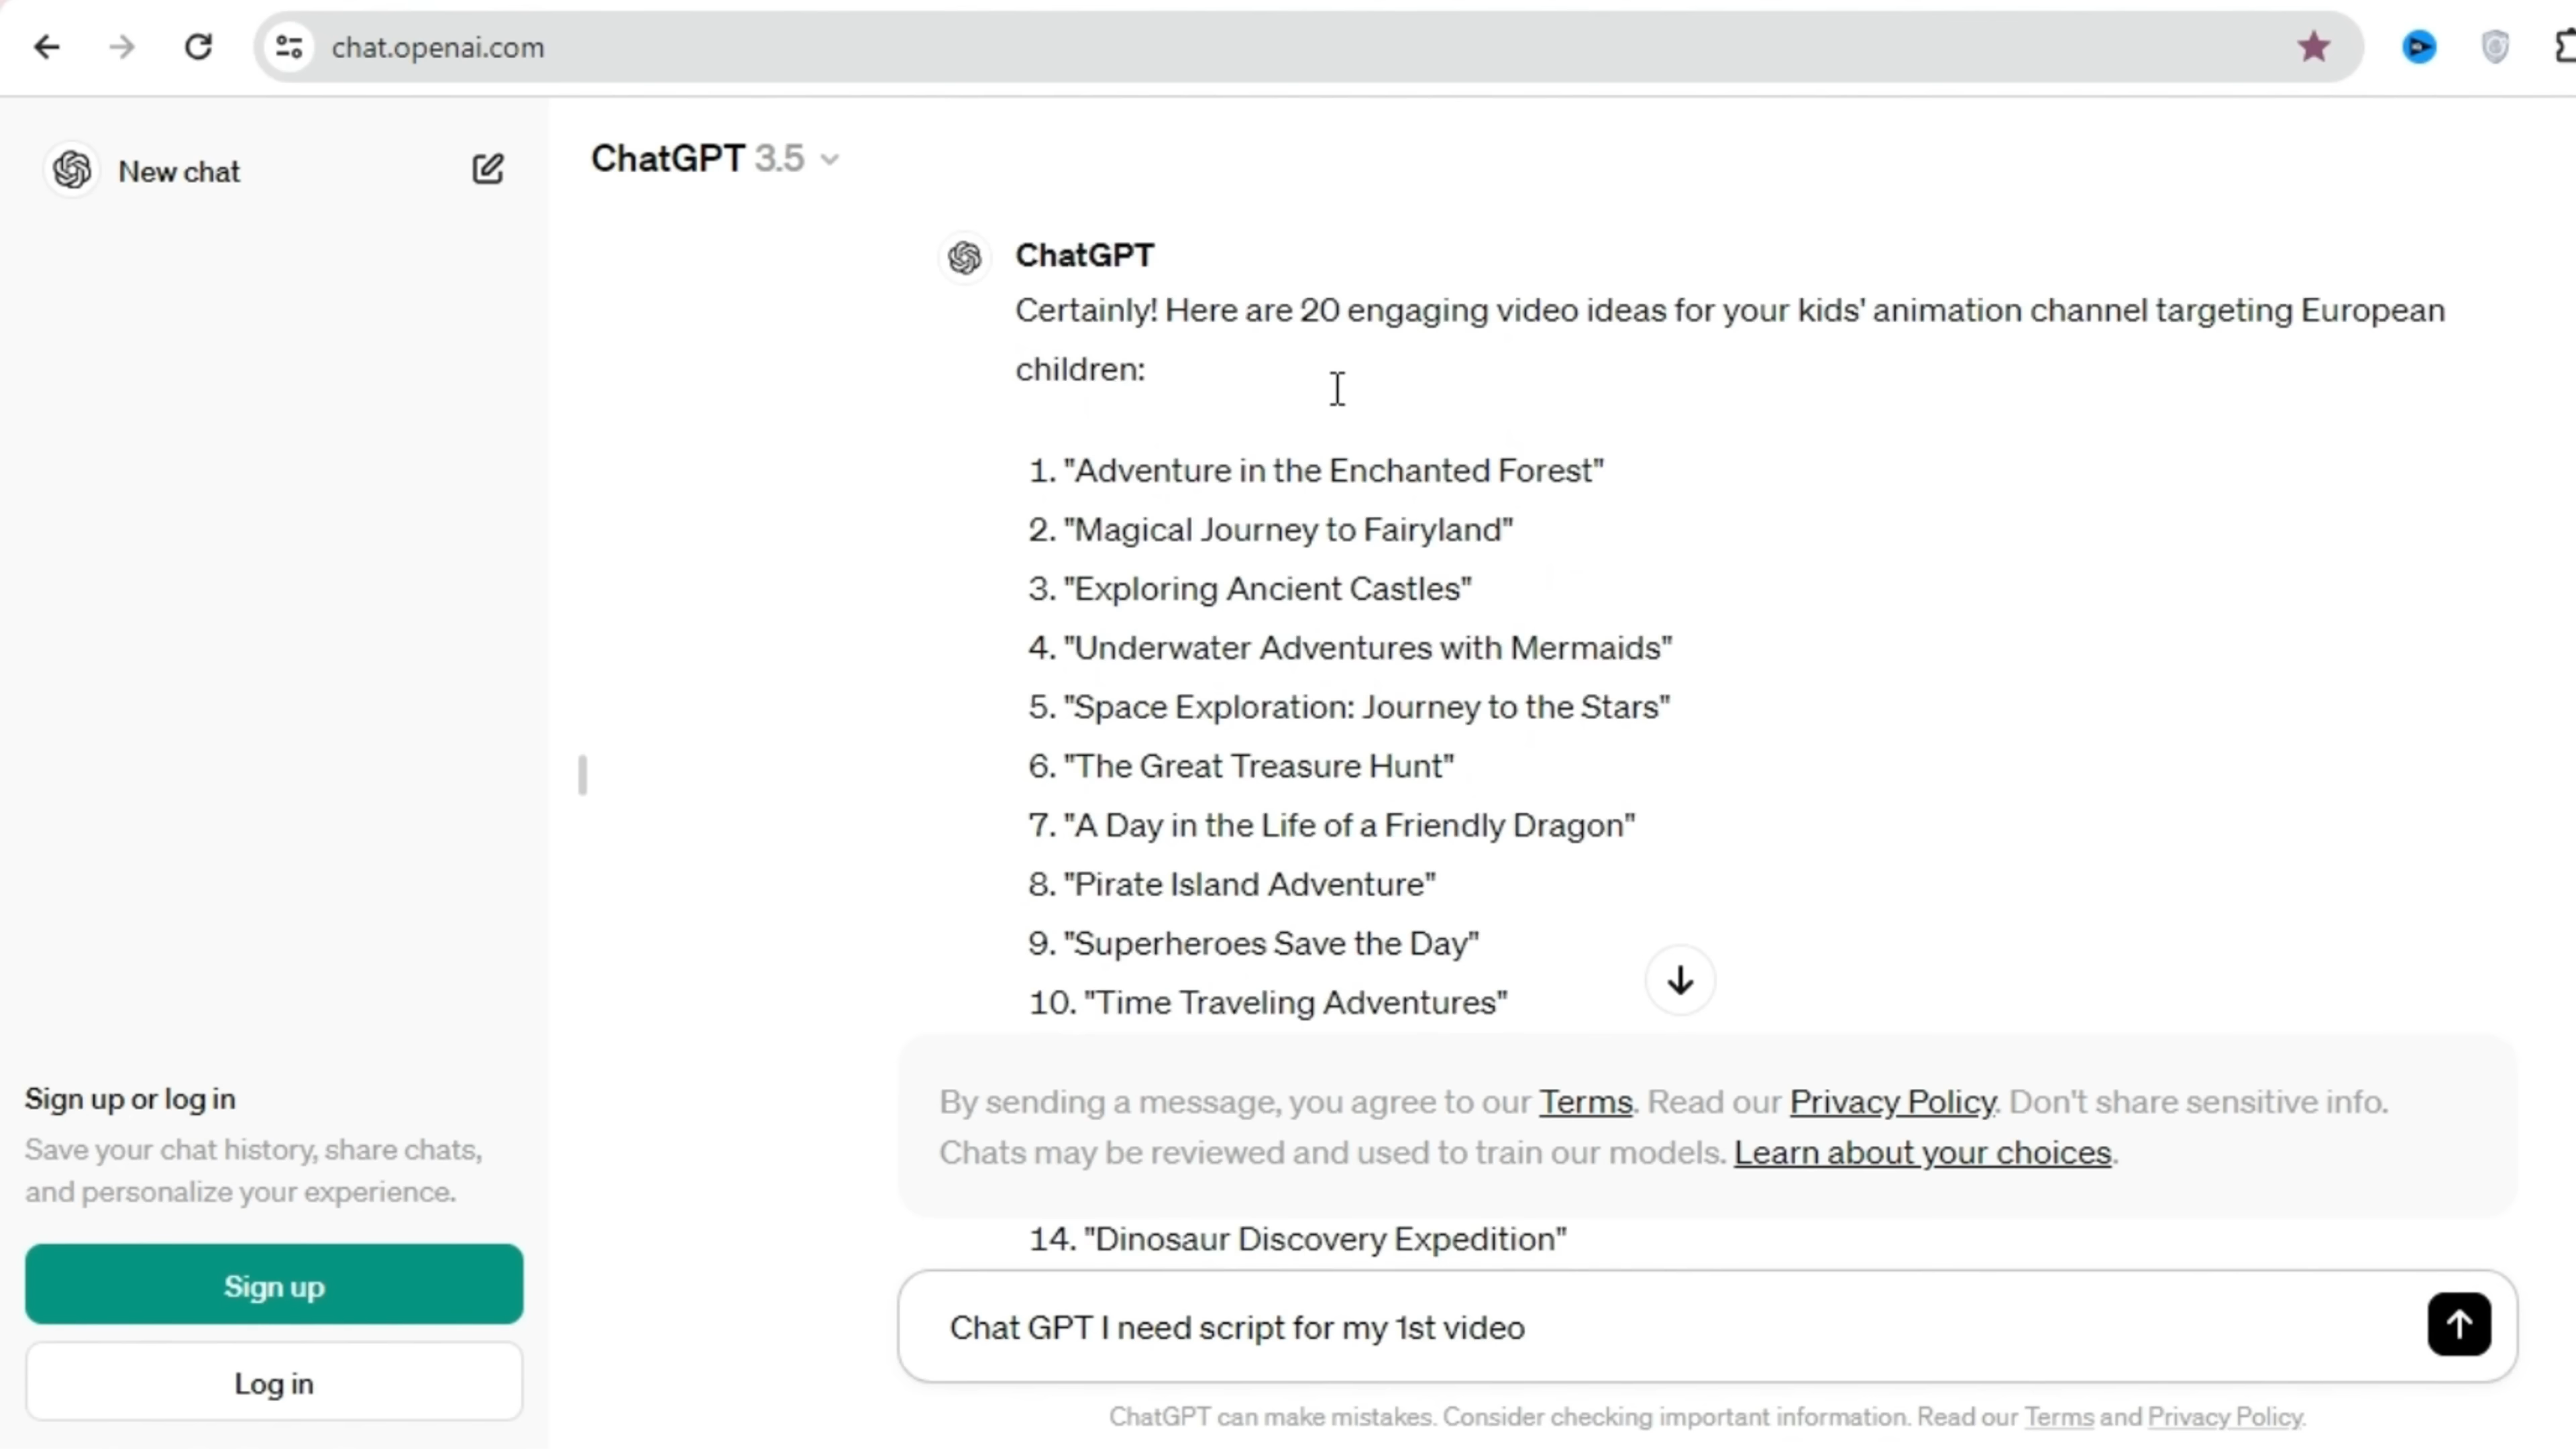 chat.openai.com
New chat
ChatGPT 3.5
ChatGPT
Certainly! Here are 20 engaging video ideas for your kids' animation channel targeting European
children:
1. "Adventure in the Enchanted Forest"
2. "Magical Journey to Fairyland"
3. "Exploring Ancient Castles"
4. "Underwater Adventures with Mermaids"
5. "Space Exploration: Journey to the Stars"
6. "The Great Treasure Hunt"
7. "A Day in the Life of a Friendly Dragon"
8. "Pirate Island Adventure"
9. "Superheroes Save the Day"
10. "Time Traveling Adventures"
By sending a message, you agree to our Terms. Read our Privacy Policy. Don't share sensitive info.
Chats may be reviewed and used to train our models. Learn about your choices.
14. "Dinosaur Discovery Expedition"
Chat GPT I need script for my 1st video
ChatGPT can make mistakes. Consider checking important information. Read our Terms and Privacy Policy.
Sign up or log in
Save your chat history, share chats,
and personalize your experience.
Sign up
Log in